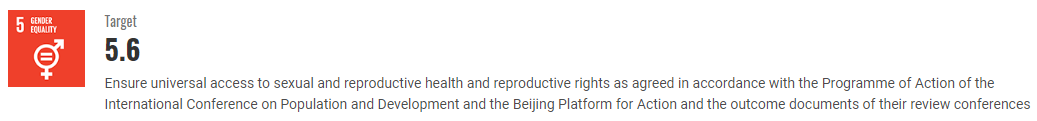 5 GENDER
EQUALITY
Target
5.6
Ensure universal access to sexual and reproductive health and reproductive rights as agreed in accordance with the Programme of Action of the
International Conference on Population and Development and the Beijing Platform for Action and the outcome documents of their review conferences